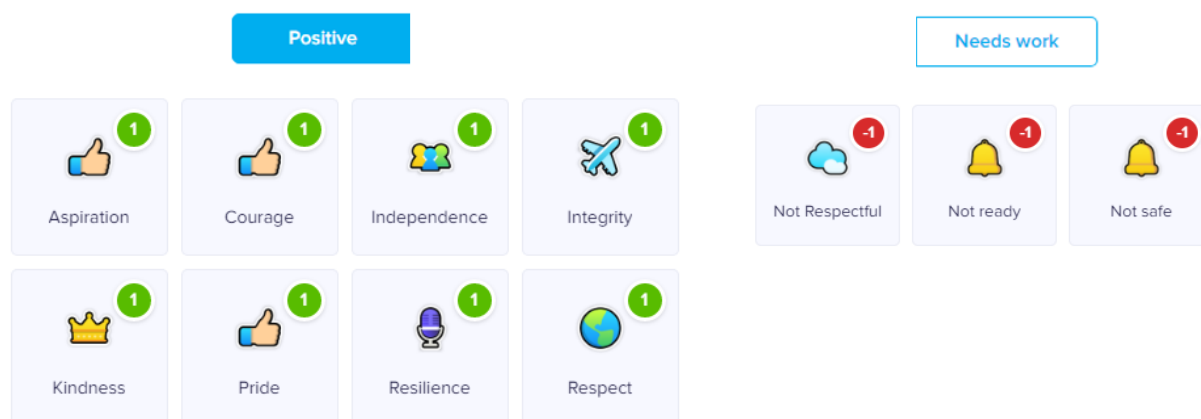 Positive
Needs work
1
1
1
1
Aspiration
Courage
Independence
Integrity
-1
-1
-1
Not Respectful
Not ready
Not safe
1
1
1
1
Kindness
Pride
Resilience
Respect